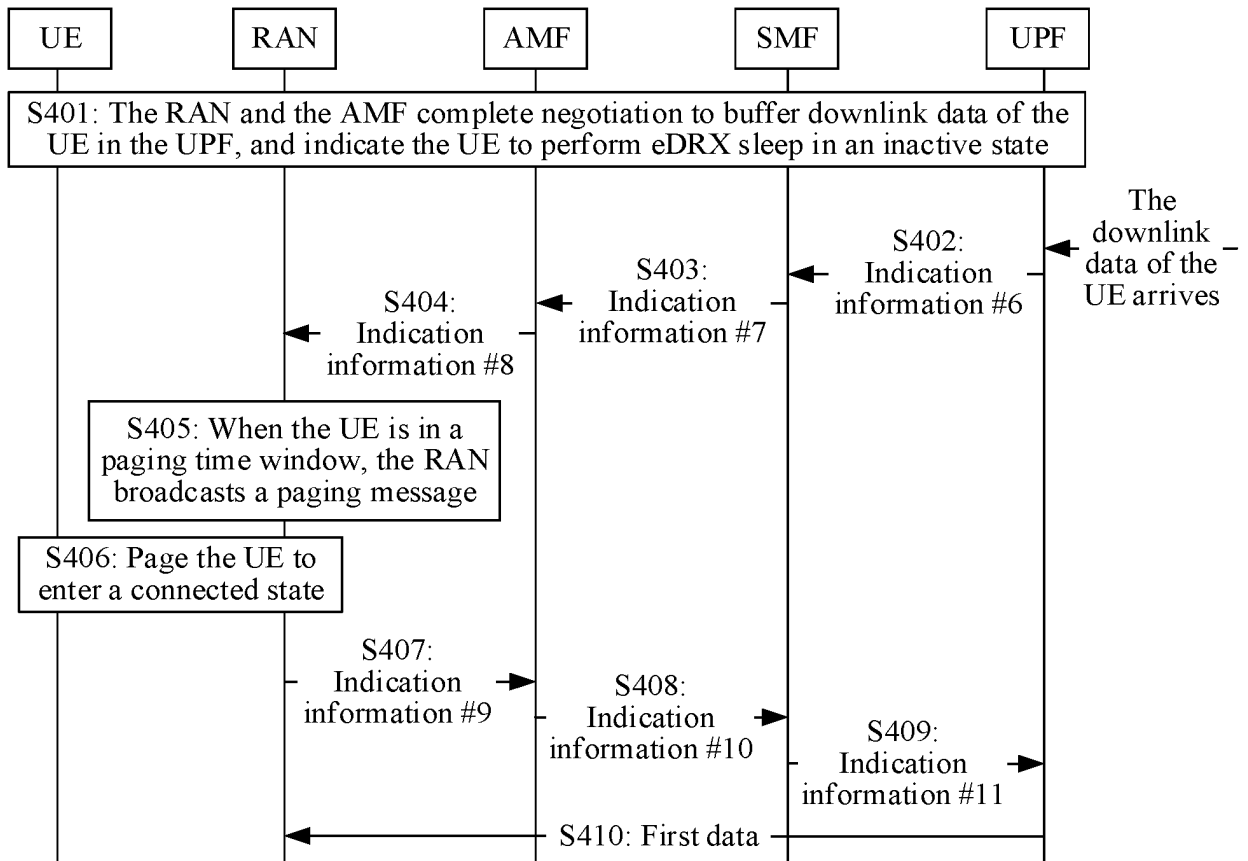 UE
RAN
AMF
SMF
UPF
S401: The RAN and the AMF complete negotiation to buffer downlink data of the
UE in the UPF, and indicate the UE to perform eDRX sleep in an inactive state
The
downlink
data of the
UE arrives
S402:
Indication
information #6
S403:
Indication
information #7
S404:
Indication
information #8
S405: When the UE is in a
paging time window, the RAN
broadcasts a paging message
S406: Page the UE to
enter a connected state
S407:
Indication
information #9
S408:
Indication
information #10
S409:
Indication
information #11
S410: First data